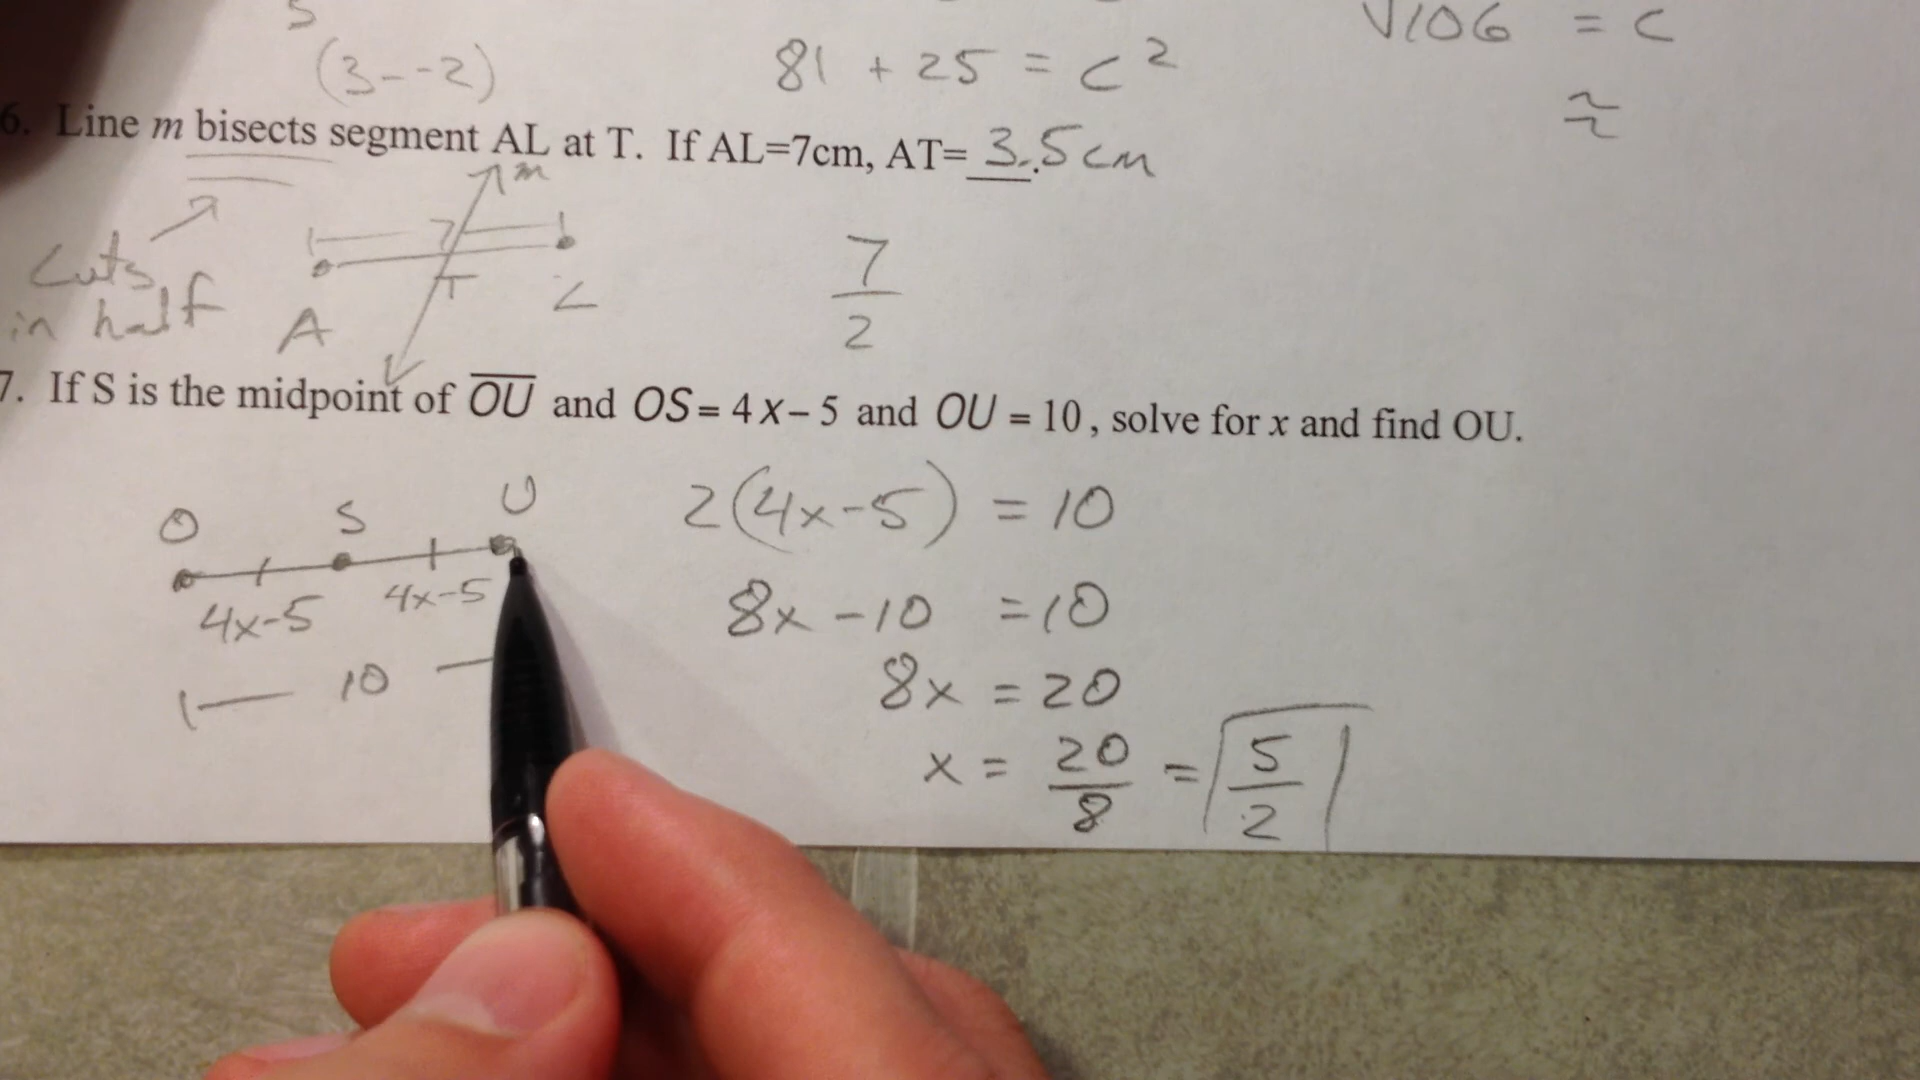 5
(3--2)
81 + 25 = c²
√106 = c
≈
6. Line m bisects segment AL at T. If AL=7cm, AT= 3.5cm
m
cuts
in half
7
T
A
L
7
2
7. If S is the midpoint of OU and OS = 4x – 5 and OU = 10, solve for x and find OU.
O S U
4x-5 4x-5
10
2(4x-5) = 10
8x - 10 = 10
8x = 20
x = 20/8 = 5/2